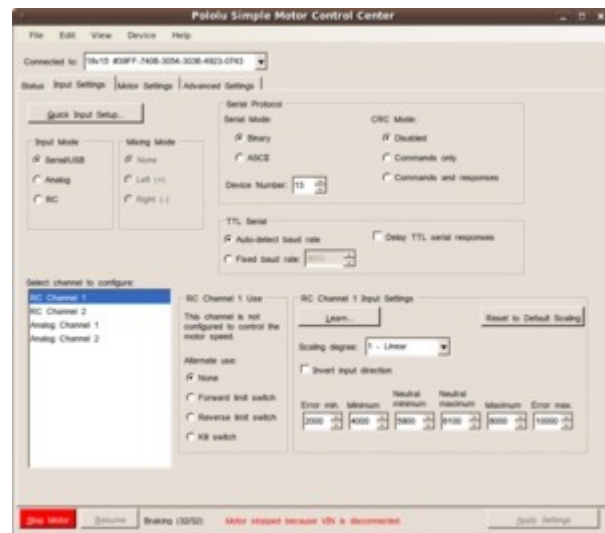 Pololu Simple Motor Control Center
File Edit View Device Help
Connected to: 18v15 #09FF-7406-3054-3036-4923-0743
Status Input Settings Motor Settings Advanced Settings
Quick Input Setup...
Input Mode
Serial/USB
Analog
RC
Mixing Mode
None
Left (+)
Right (-)
Serial Protocol
Serial Mode:
Binary
ASCII
Device Number: 13
CRC Mode:
Disabled
Commands only
Commands and responses
TTL Serial
Auto-detect baud rate
Fixed baud rate:
Delay TTL serial responses
Select channel to configure:
RC Channel 1
RC Channel 2
Analog Channel 1
Analog Channel 2
RC Channel 1 Use
This channel is not
configured to control the
motor speed.
Alternate use:
None
Forward limit switch
Reverse limit switch
Kill switch
RC Channel 1 Input Settings
Learn...
Reset to Default Scaling
Scaling degree: 1 - Linear
Invert input direction
Error min. Minimum Neutral minimum Neutral maximum Maximum Error max.
2000 4000 5900 6100 8000 10000
Stop Motor Resume Braking (32/32) Motor stopped because VIN is disconnected. Apply Settings